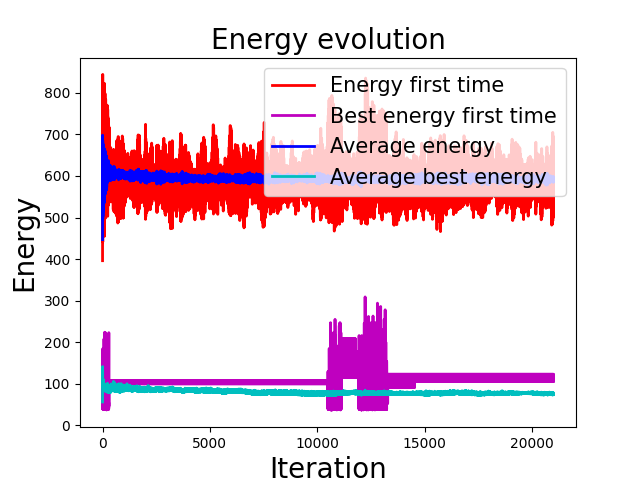 Energy evolution
Energy first time
Best energy first time
Average energy
Average best energy
Energy
800
700
600
500
400
300
200
100
0
0 5000 10000 15000 20000
Iteration